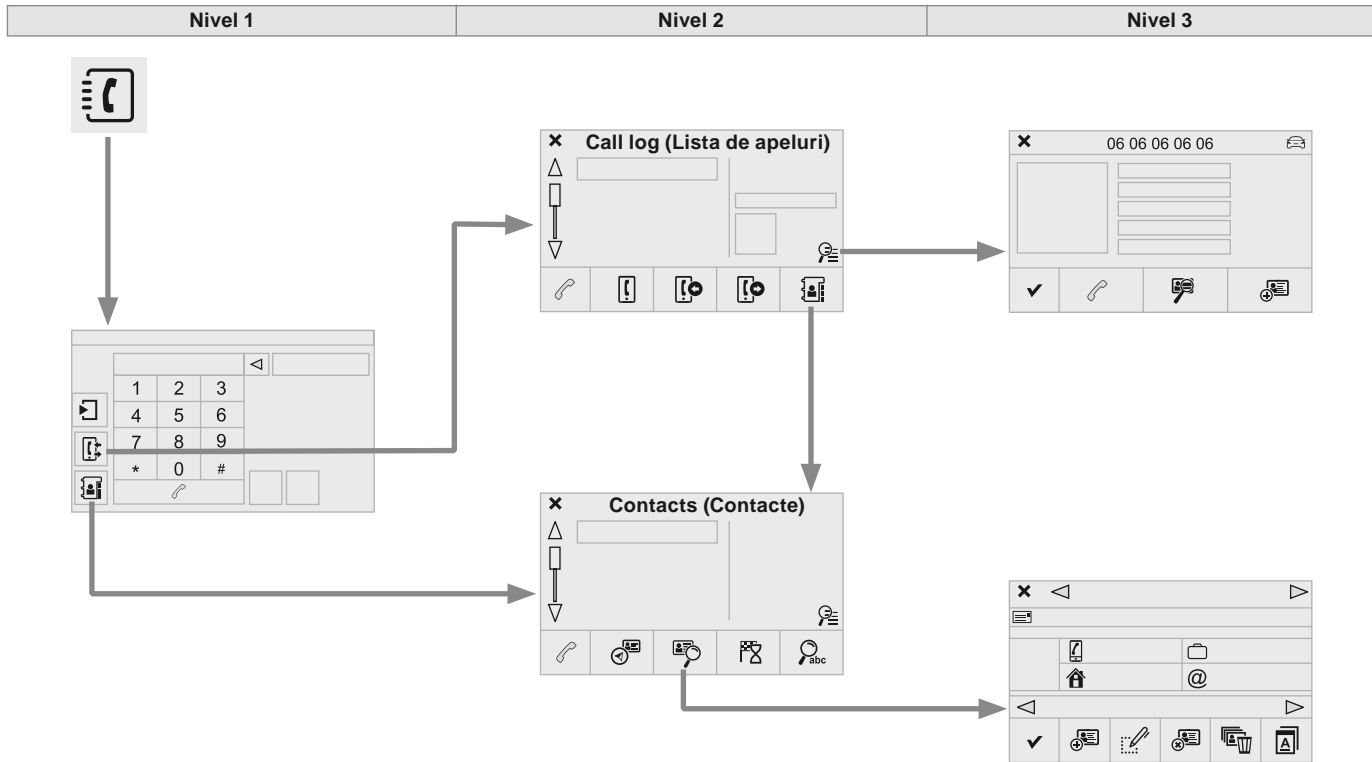 Nivel 1 Nivel 2 Nivel 3
Call log (Lista de apeluri)
06 06 06 06 06
1 2 3
4 5 6
7 8 9
* 0 #
Contacts (Contacte)
abc
@
A